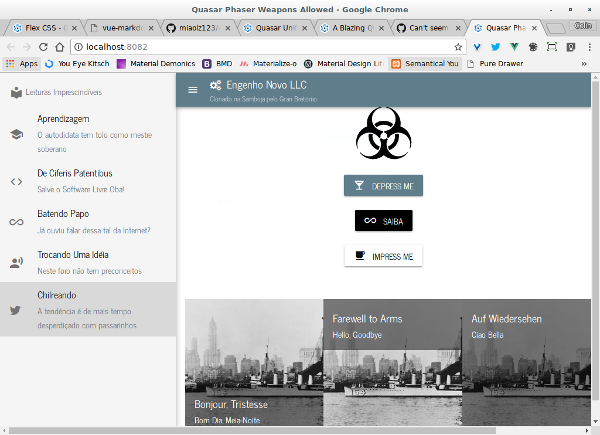 Quasar Phaser Weapons Allowed - Google Chrome
Flex CSS - C
vue-markd
miaolz123/
Quasar Unif
A Blazing Q
Can't seem
Quasar Pha
Colin
localhost:8082
Apps
You Eye Kitsch
Material Demonics
BMD
Materialize-o
Material Design Lit
Semantical You
Pure Drawer
Leituras Imprescindíveis
Engenho Novo LLC
Clonado na Samboja pelo Gran Bretonio
Aprendizagem
O autodidata tem tolo como mestre
soberano
De Ciferis Patentibus
Salve o Software Livre Oba!
Batendo Papo
Já ouviu falar dessa tal da Internet?
Trocando Uma Idéia
Neste foro não tem preconceitos
Chilreando
A tendência é de mais tempo
desperdiçado com passarinhos
DEPRESS ME
SAIBA
IMPRESS ME
Bonjour, Tristesse
Bom Dia, Meia-Noite
Farewell to Arms
Hello, Goodbye
Auf Wiedersehen
Ciao Bella